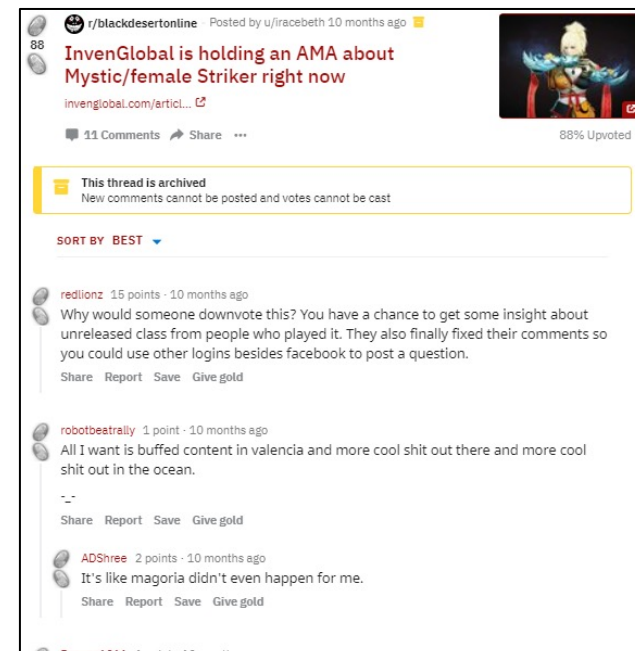 r/blackdesertonline · Posted by u/iracebeth 10 months ago
88
InvenGlobal is holding an AMA about
Mystic/female Striker right now
invenglobal.com/articl...
11 Comments Share ...
88% Upvoted
This thread is archived
New comments cannot be posted and votes cannot be cast
SORT BY BEST
redlionz 15 points · 10 months ago
Why would someone downvote this? You have a chance to get some insight about
unreleased class from people who played it. They also finally fixed their comments so
you could use other logins besides facebook to post a question.
Share Report Save Give gold
robotbeatrally 1 point · 10 months ago
All I want is buffed content in valencia and more cool shit out there and more cool
shit out in the ocean.
-_-
Share Report Save Give gold
ADShree 2 points · 10 months ago
It's like magoria didn't even happen for me.
Share Report Save Give gold